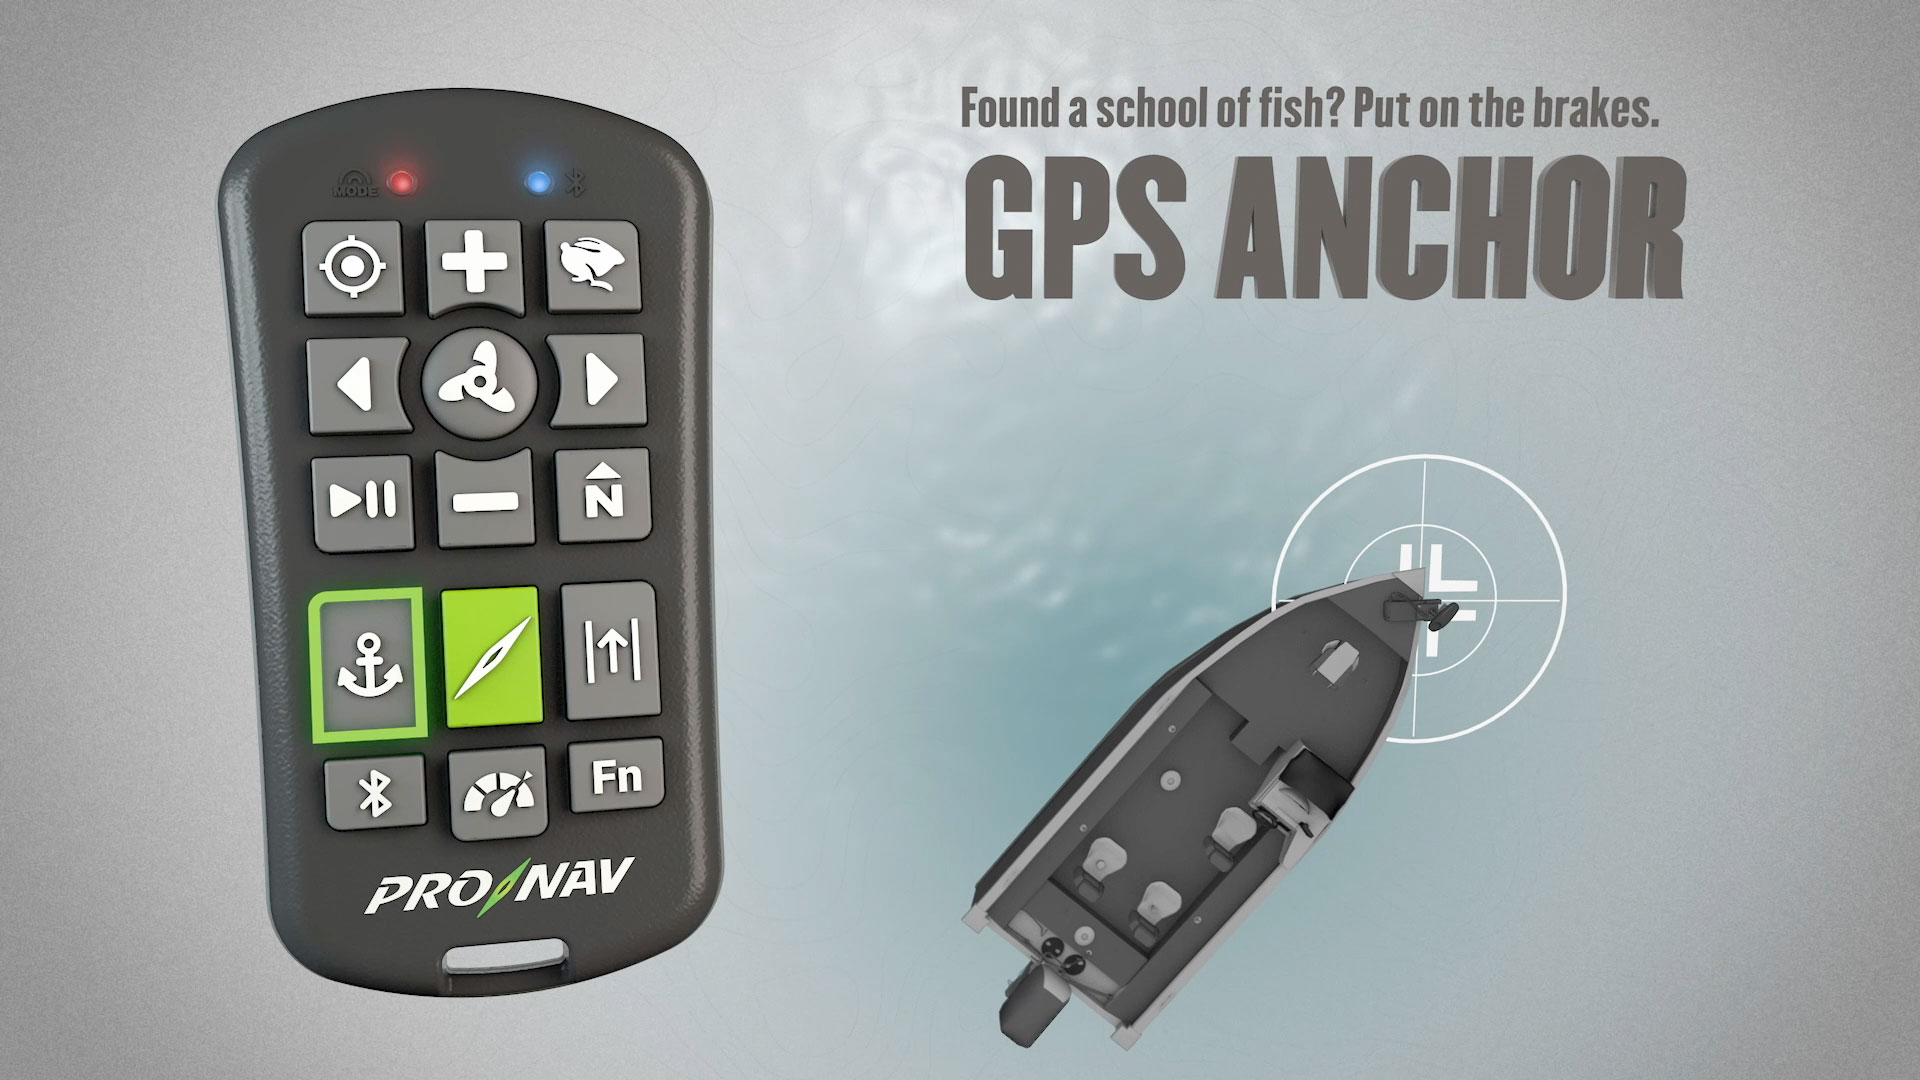 Found a school of fish? Put on the brakes.
GPS ANCHOR
MODE
N
Fn
PRO NAV